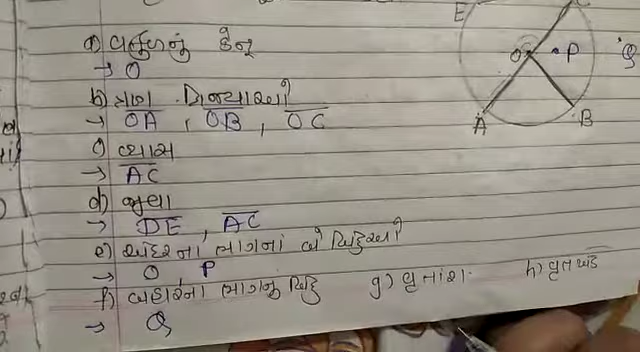 a) વર્તુળનું કેન્દ્ર
→ O
b) ત્રણ ત્રિજ્યાઓ
→ OA , OB , OC
c) વ્યાસ
→ AC
d) જીવા
→ DE , AC
e) અંદરના ભાગનાં બે બિંદુઓ
→ O, P
f) બહારના ભાગનું બિંદુ g) વૃતાંશ h) વૃતખંડ
→ Q
E
O P Q
A B